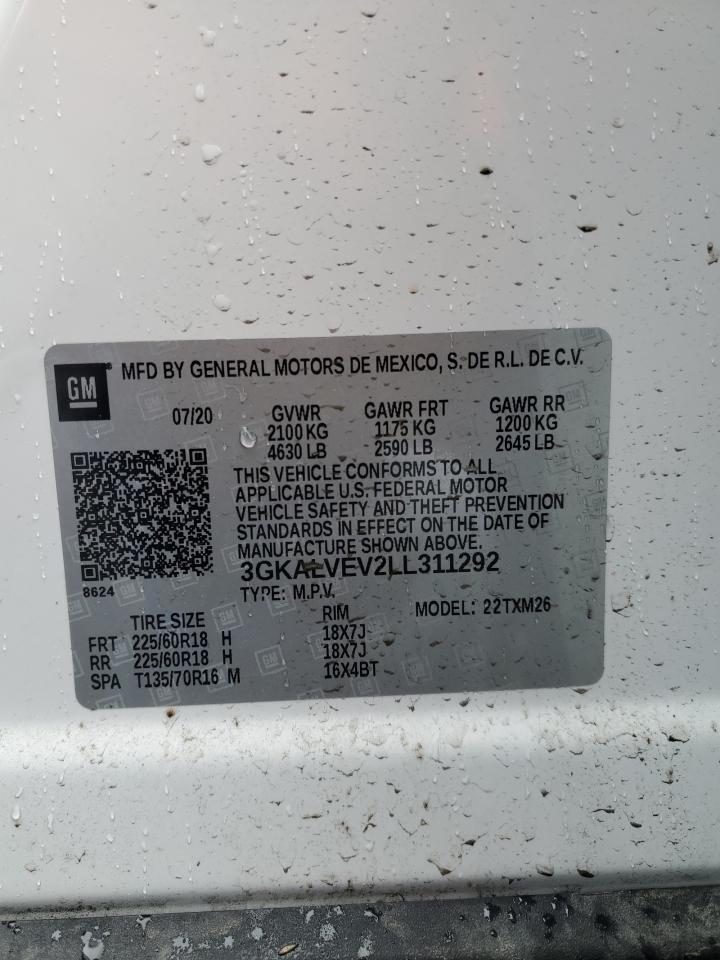 GM
MFD BY GENERAL MOTORS DE MEXICO, S. DE R.L. DE C.V.
07/20 GVWR GAWR FRT GAWR RR
2100 KG 1175 KG 1200 KG
4630 LB 2590 LB 2645 LB
THIS VEHICLE CONFORMS TO ALL
APPLICABLE U.S. FEDERAL MOTOR
VEHICLE SAFETY AND THEFT PREVENTION
STANDARDS IN EFFECT ON THE DATE OF
MANUFACTURE SHOWN ABOVE.
3GKALVEV2LL311292
8624
TYPE: M.P.V. MODEL: 22TXM26
TIRE SIZE RIM
FRT 225/60R18 H 18X7J
RR 225/60R18 H 18X7J
SPA T135/70R16 M 16X4BT